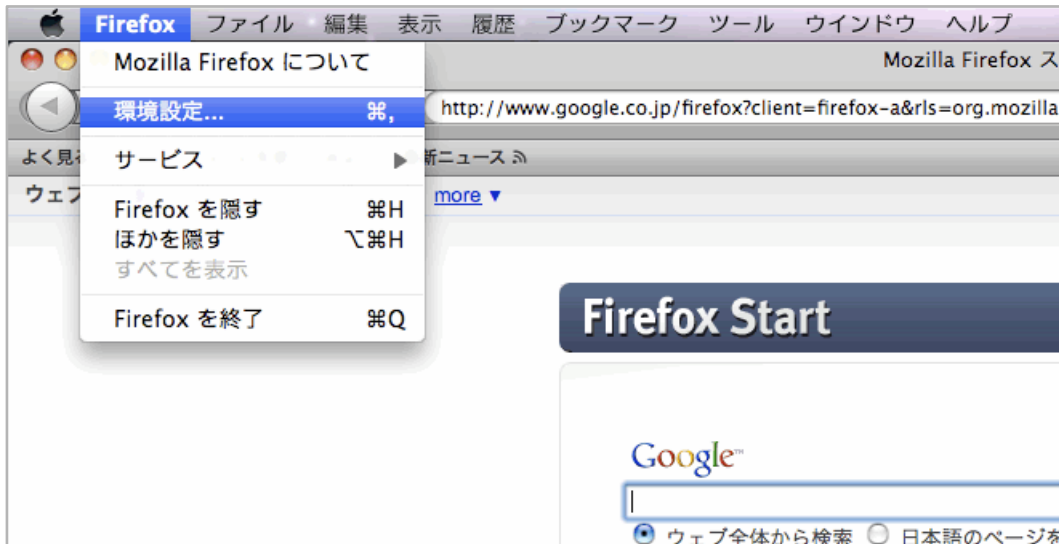 Firefox ファイル 編集 表示 履歴 ブックマーク ツール ウインドウ ヘルプ
Mozilla Firefox ス
Mozilla Firefox について
環境設定... ⌘,
http://www.google.co.jp/firefox?client=firefox-a&rls=org.mozilla
よく見
新ニュース
サービス ▶
ウェブ
more ▼
Firefox を隠す ⌘H
ほかを隠す ⌥⌘H
すべてを表示
Firefox を終了 ⌘Q
Firefox Start
Google™
ウェブ全体から検索 日本語のページを